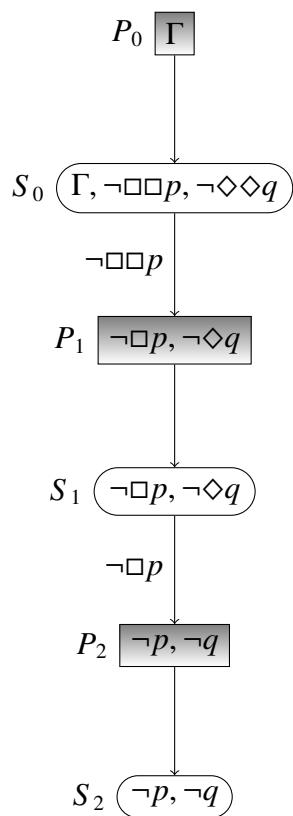 P₀ Γ
S₀ Γ, ¬□□p, ¬◇◇q
¬□□p
P₁ ¬□p, ¬◇q
S₁ ¬□p, ¬◇q
¬□p
P₂ ¬p, ¬q
S₂ ¬p, ¬q